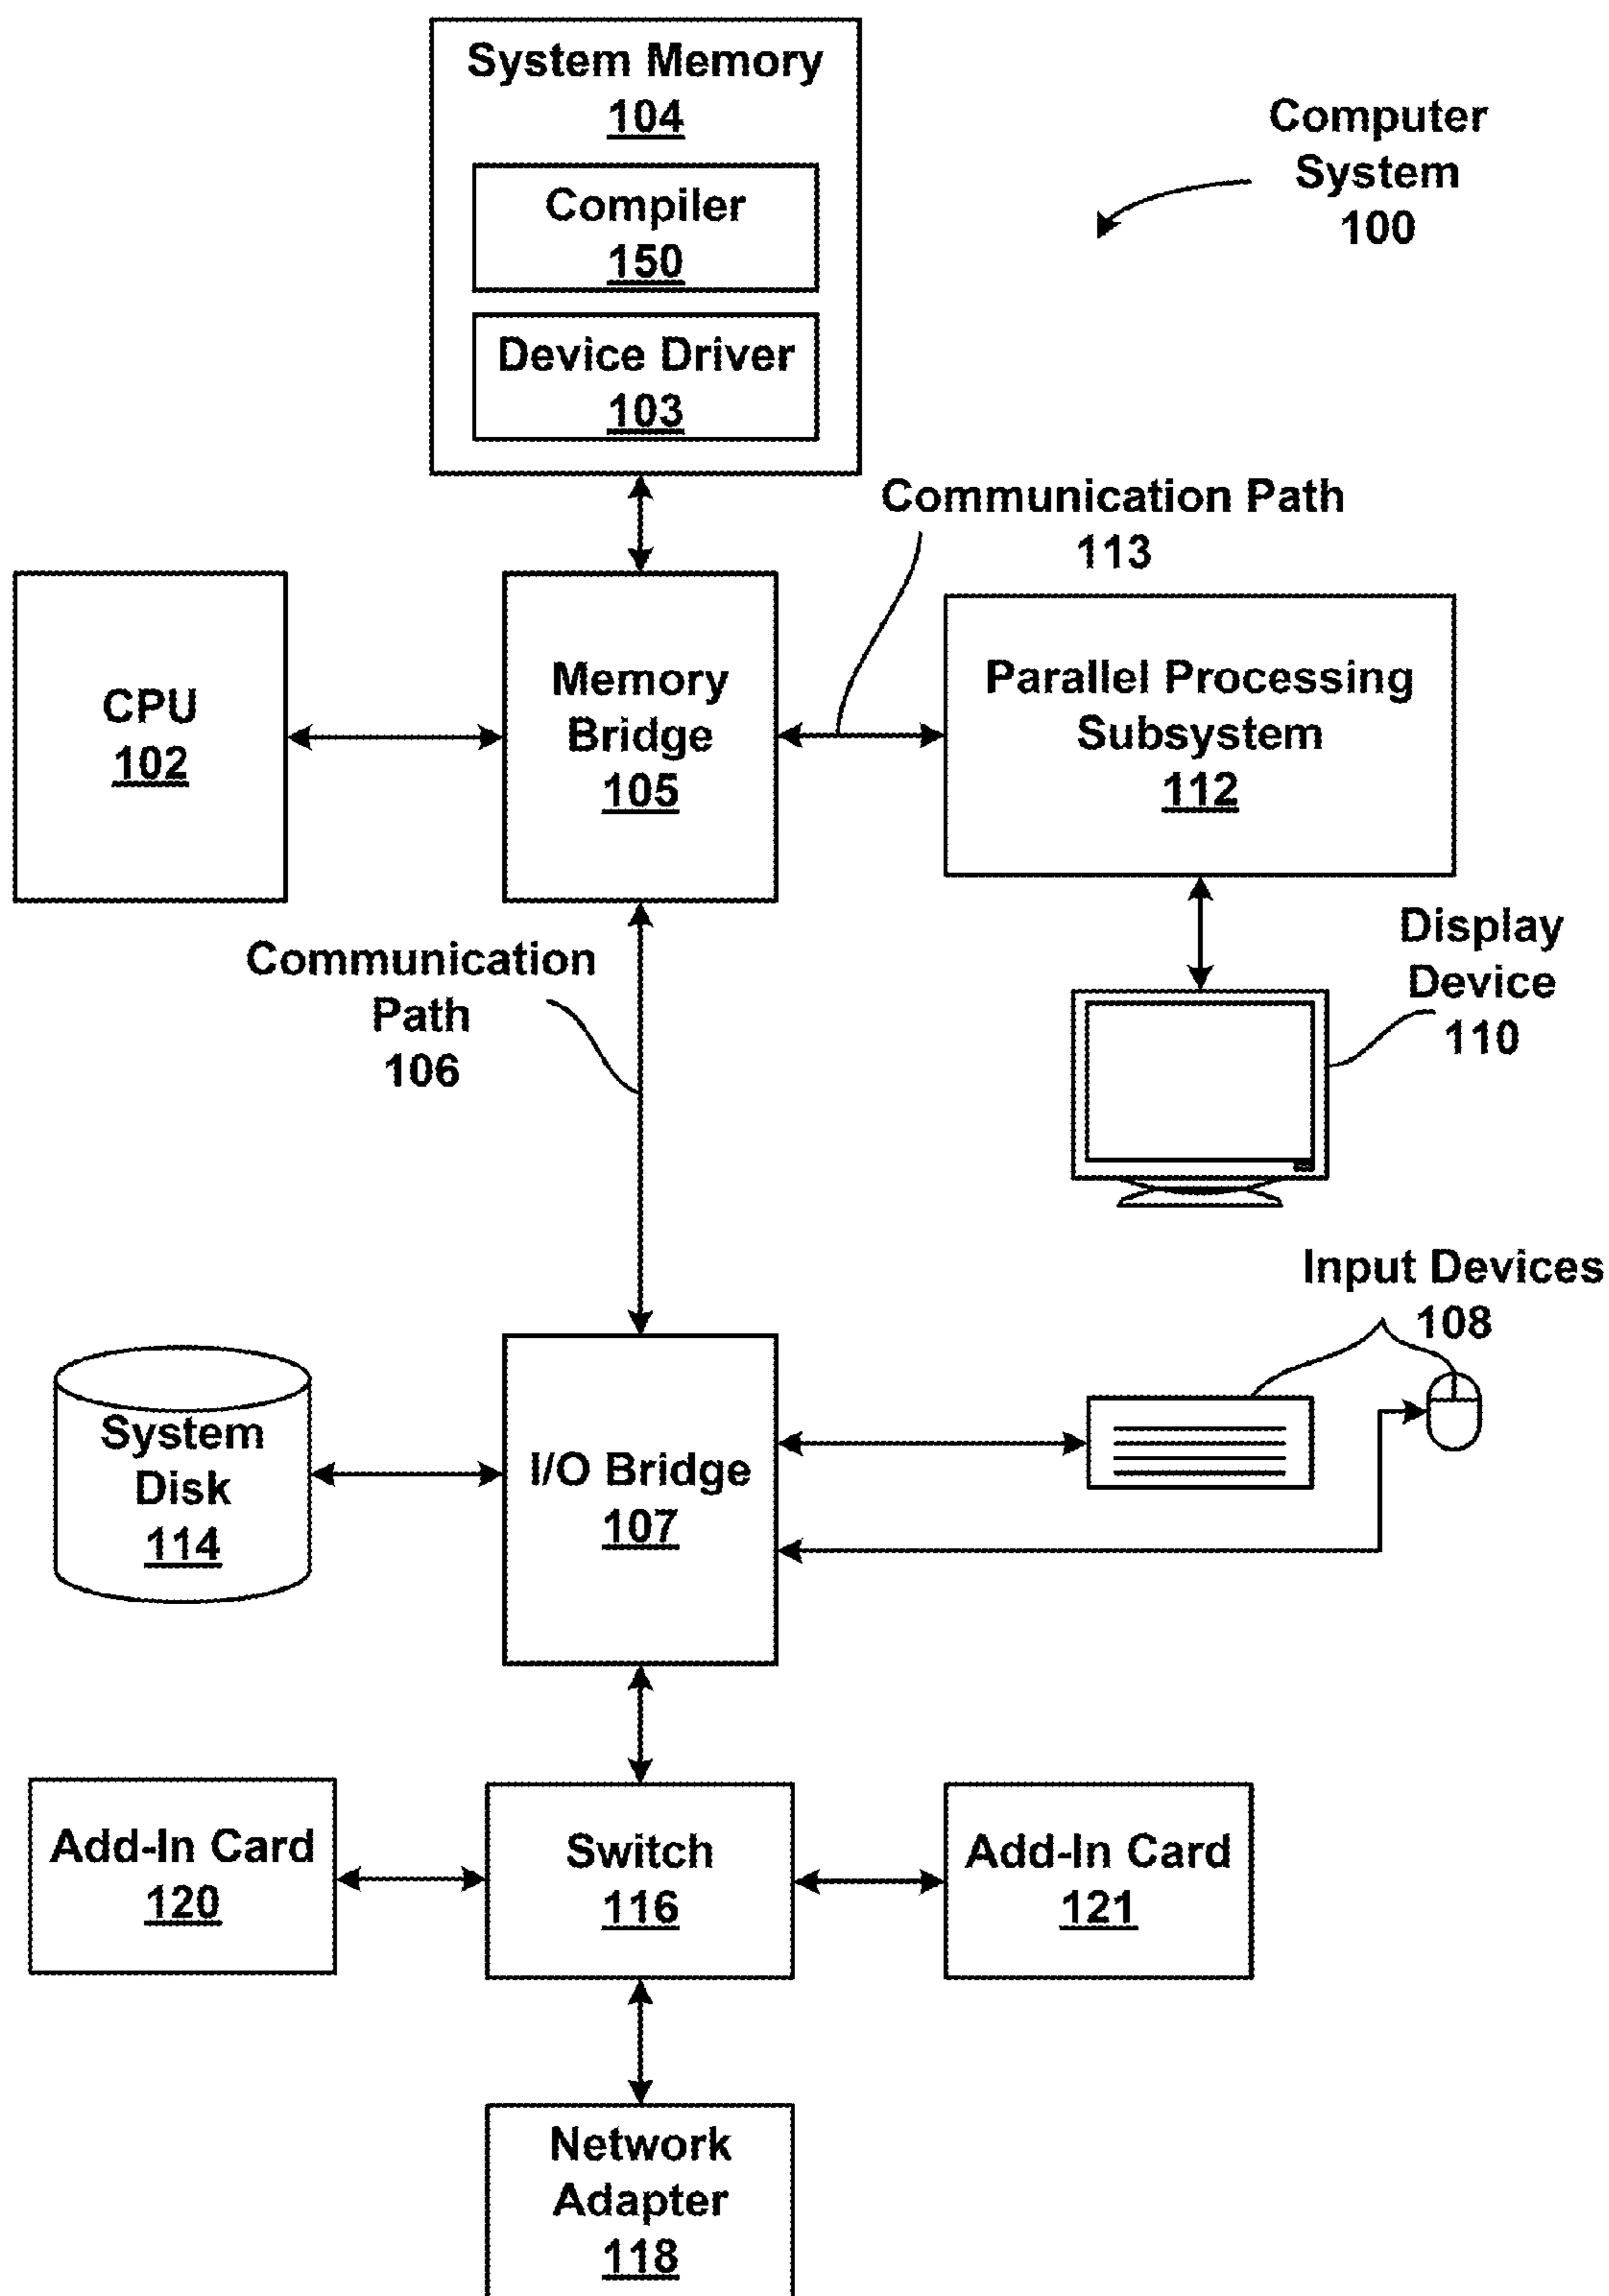 System Memory
104
Compiler
150
Device Driver
103
Computer
System
100
Communication Path
113
CPU
102
Memory
Bridge
105
Parallel Processing
Subsystem
112
Communication
Path
106
Display
Device
110
Input Devices
108
System
Disk
114
I/O Bridge
107
Add-In Card
120
Switch
116
Add-In Card
121
Network
Adapter
118